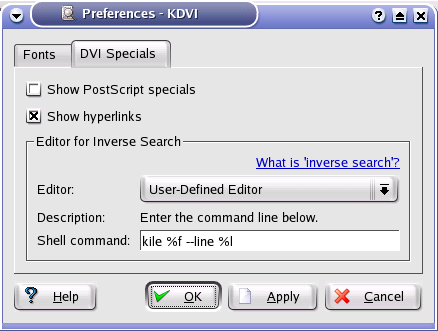 Preferences - KDVI
Fonts DVI Specials
Show PostScript specials
Show hyperlinks
Editor for Inverse Search
What is 'inverse search'?
Editor: User-Defined Editor
Description: Enter the command line below.
Shell command: kile %f --line %l
? Help OK Apply Cancel